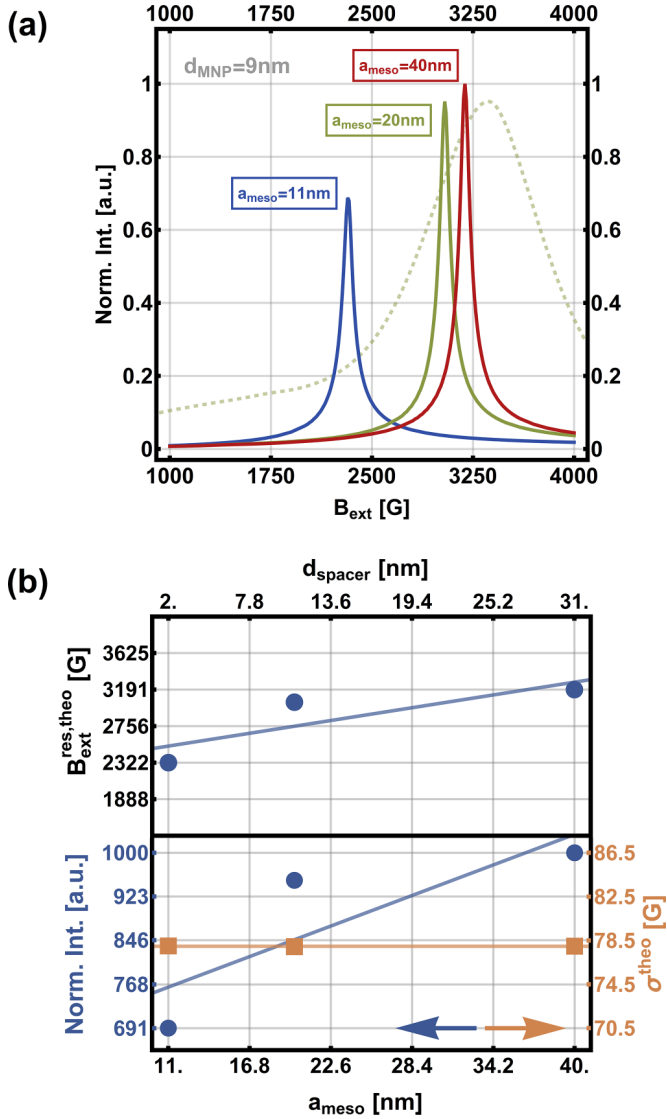 (a)
1000 1750 2500 3250 4000
d_MNP=9nm
a_meso=40nm
a_meso=20nm
a_meso=11nm
Norm. Int. [a.u.]
1 1
0.8 0.8
0.6 0.6
0.4 0.4
0.2 0.2
0 0
1000 1750 2500 3250 4000
B_ext [G]
(b)
d_spacer [nm]
2. 7.8 13.6 19.4 25.2 31.
B_ext^res,theo [G]
3625
3191
2756
2322
1888
Norm. Int. [a.u.]
1000 86.5
923 82.5
846 78.5
768 74.5
691 70.5
σ^theo [G]
11. 16.8 22.6 28.4 34.2 40.
a_meso [nm]